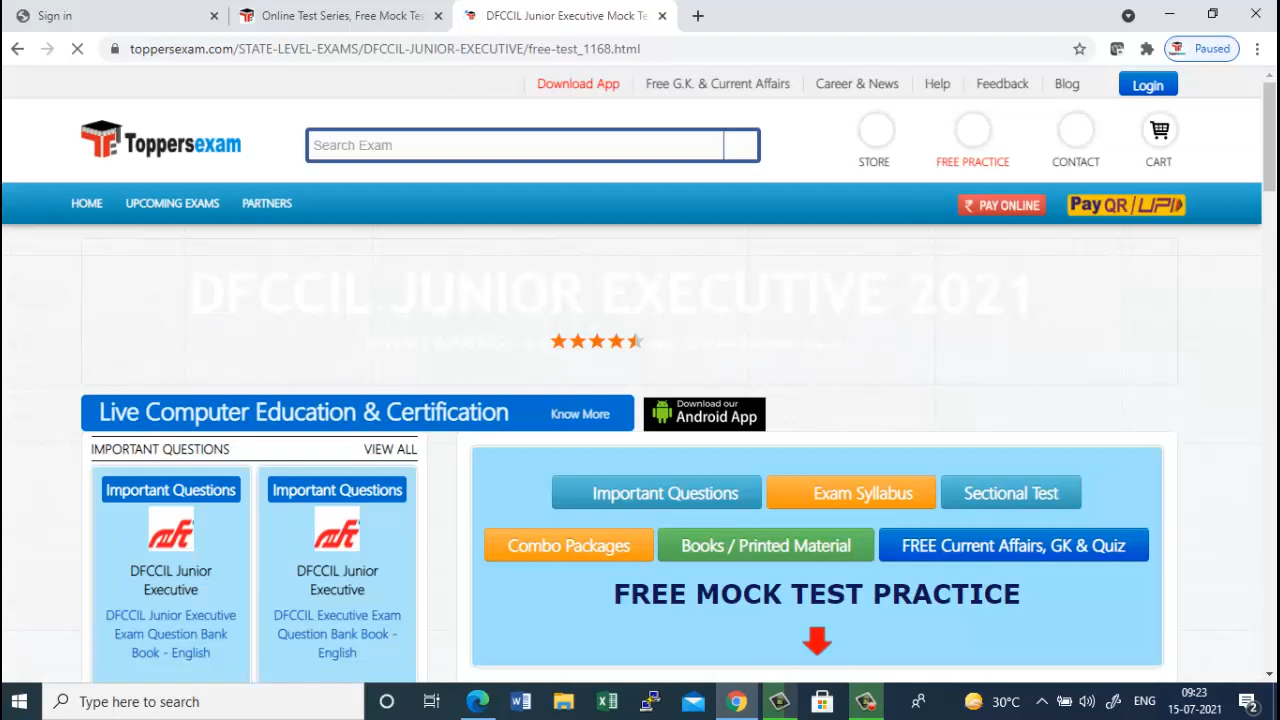 Sign in
Online Test Series, Free Mock Tes
DFCCIL Junior Executive Mock Te
toppersexam.com/STATE-LEVEL-EXAMS/DFCCIL-JUNIOR-EXECUTIVE/free-test_1168.html
Paused
Download App
Free G.K. & Current Affairs
Career & News
Help
Feedback
Blog
Login
Toppersexam
Search Exam
STORE
FREE PRACTICE
CONTACT
CART
HOME
UPCOMING EXAMS
PARTNERS
₹ PAY ONLINE
Pay QR/UPI
DFCCIL JUNIOR EXECUTIVE 2021
Live Computer Education & Certification
Know More
Download our
Android App
IMPORTANT QUESTIONS
VIEW ALL
Important Questions
DFCCIL Junior
Executive
DFCCIL Junior Executive
Exam Question Bank
Book - English
Important Questions
DFCCIL Junior
Executive
DFCCIL Executive Exam
Question Bank Book -
English
Important Questions
Exam Syllabus
Sectional Test
Combo Packages
Books / Printed Material
FREE Current Affairs, GK & Quiz
FREE MOCK TEST PRACTICE
Type here to search
30°C
ENG
09:23
15-07-2021
2